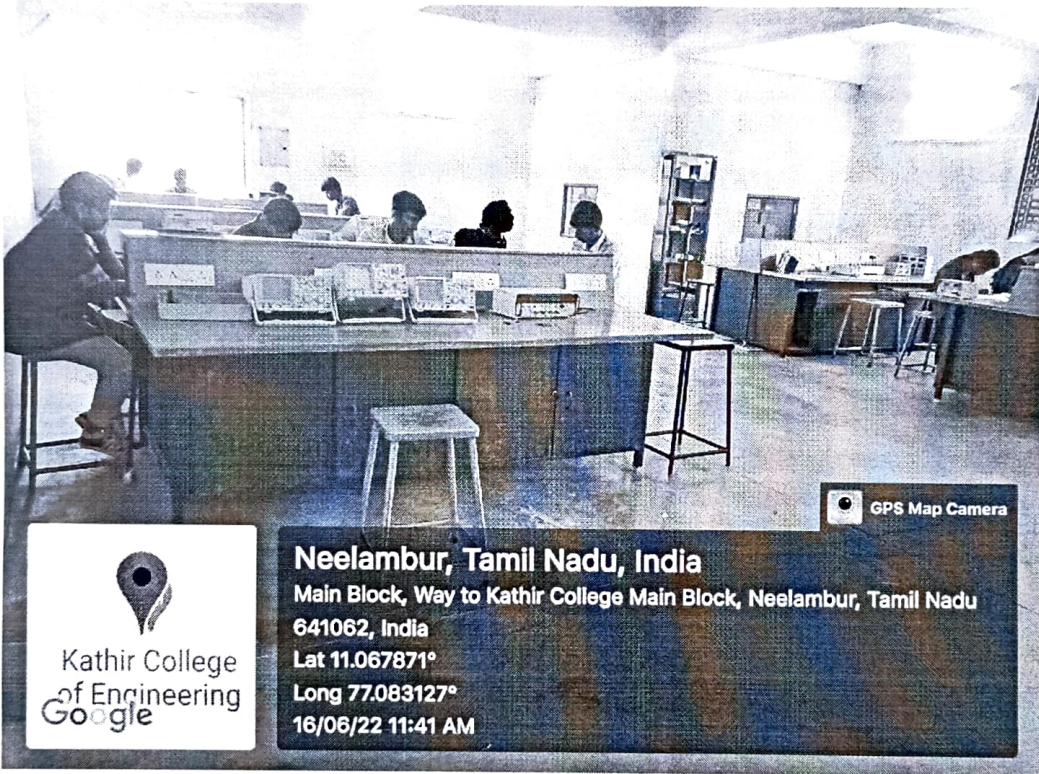 GPS Map Camera
Neelambur, Tamil Nadu, India
Main Block, Way to Kathir College Main Block, Neelambur, Tamil Nadu
641062, India
Lat 11.067871°
Long 77.083127°
16/06/22 11:41 AM
Kathir College
of Engineering
Google